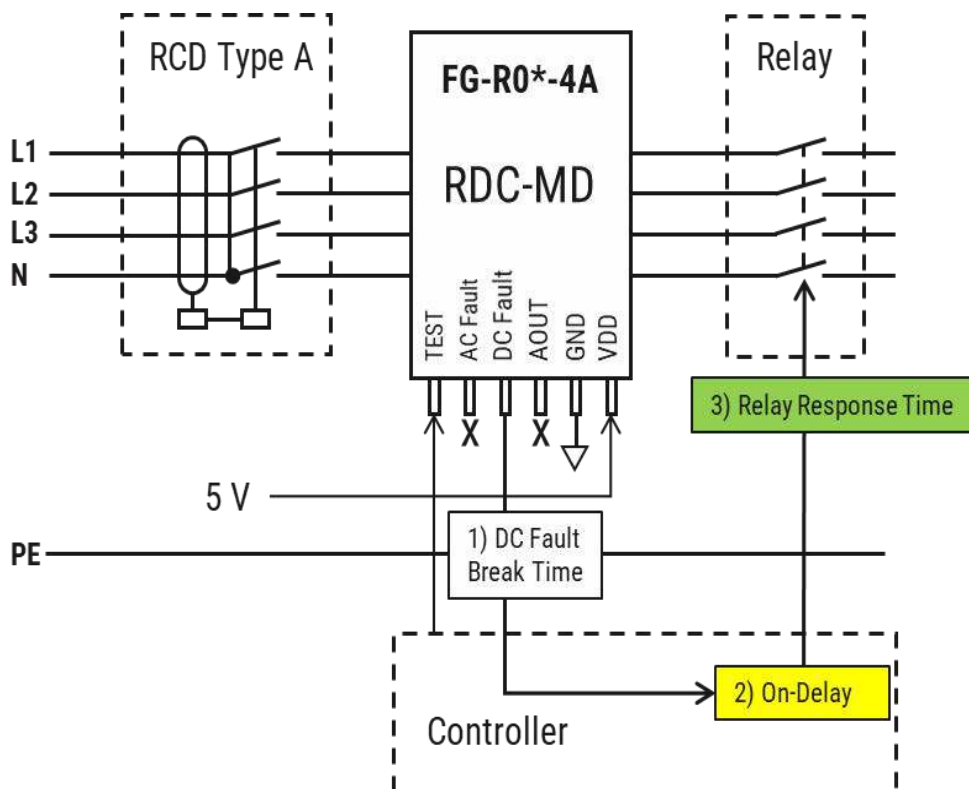 RCD Type A
FG-R0*-4A
RDC-MD
Relay
L1
L2
L3
N
TEST
AC Fault
DC Fault
AOUT
GND
VDD
X
X
3) Relay Response Time
5 V
PE
1) DC Fault
Break Time
2) On-Delay
Controller